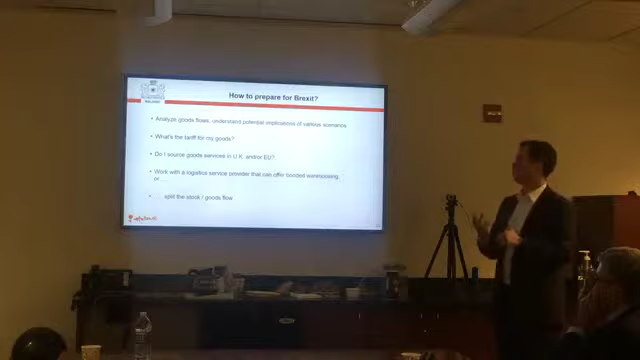 How to prepare for Brexit?
Analyze goods flows, understand potential implications of various scenarios
What's the tariff for my goods?
Do I source goods services in U.K. and/or EU?
Work with a logistics service provider that can offer bonded warehousing,
or…
… split the stock / goods flow